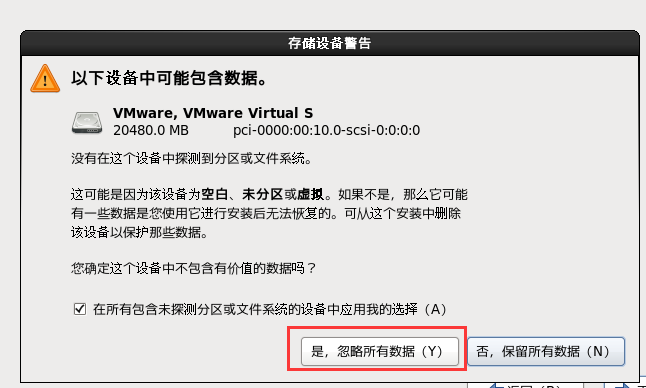 存储设备警告
以下设备中可能包含数据。
VMware, VMware Virtual S
20480.0 MB pci-0000:00:10.0-scsi-0:0:0:0
没有在这个设备中探测到分区或文件系统。
这可能是因为该设备为空白、未分区或虚拟。如果不是，那么它可能
有一些数据是您使用它进行安装后无法恢复的。可从这个安装中删除
该设备以保护那些数据。
您确定这个设备中不包含有价值的数据吗？
在所有包含未探测分区或文件系统的设备中应用我的选择（A）
是，忽略所有数据（Y） 否，保留所有数据（N）